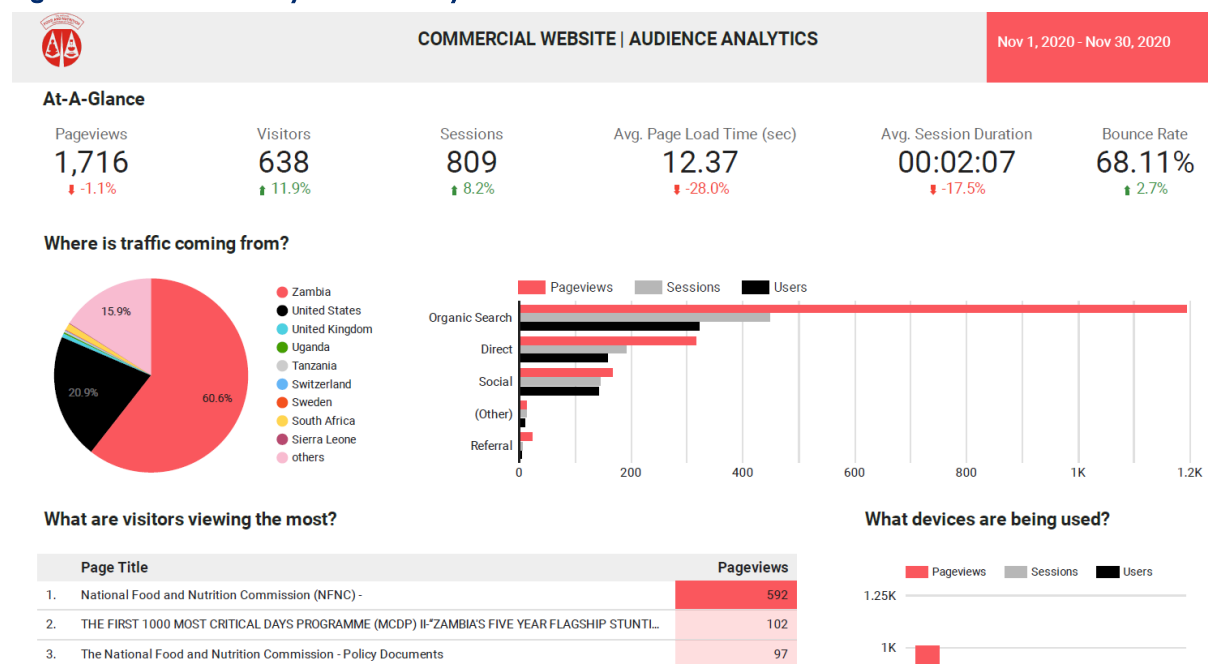 COMMERCIAL WEBSITE | AUDIENCE ANALYTICS
Nov 1, 2020 - Nov 30, 2020
At-A-Glance
Pageviews
1,716
-1.1%
Visitors
638
11.9%
Sessions
809
8.2%
Avg. Page Load Time (sec)
12.37
-28.0%
Avg. Session Duration
00:02:07
-17.5%
Bounce Rate
68.11%
2.7%
Where is traffic coming from?
15.9%
20.9%
60.6%
Zambia
United States
United Kingdom
Uganda
Tanzania
Switzerland
Sweden
South Africa
Sierra Leone
others
Pageviews Sessions Users
Organic Search
Direct
Social
(Other)
Referral
0 200 400 600 800 1K 1.2K
What are visitors viewing the most?
Page Title Pageviews
1. National Food and Nutrition Commission (NFNC) - 592
2. THE FIRST 1000 MOST CRITICAL DAYS PROGRAMME (MCDP) II-"ZAMBIA'S FIVE YEAR FLAGSHIP STUNTI... 102
3. The National Food and Nutrition Commission - Policy Documents 97
What devices are being used?
Pageviews Sessions Users
1.25K
1K